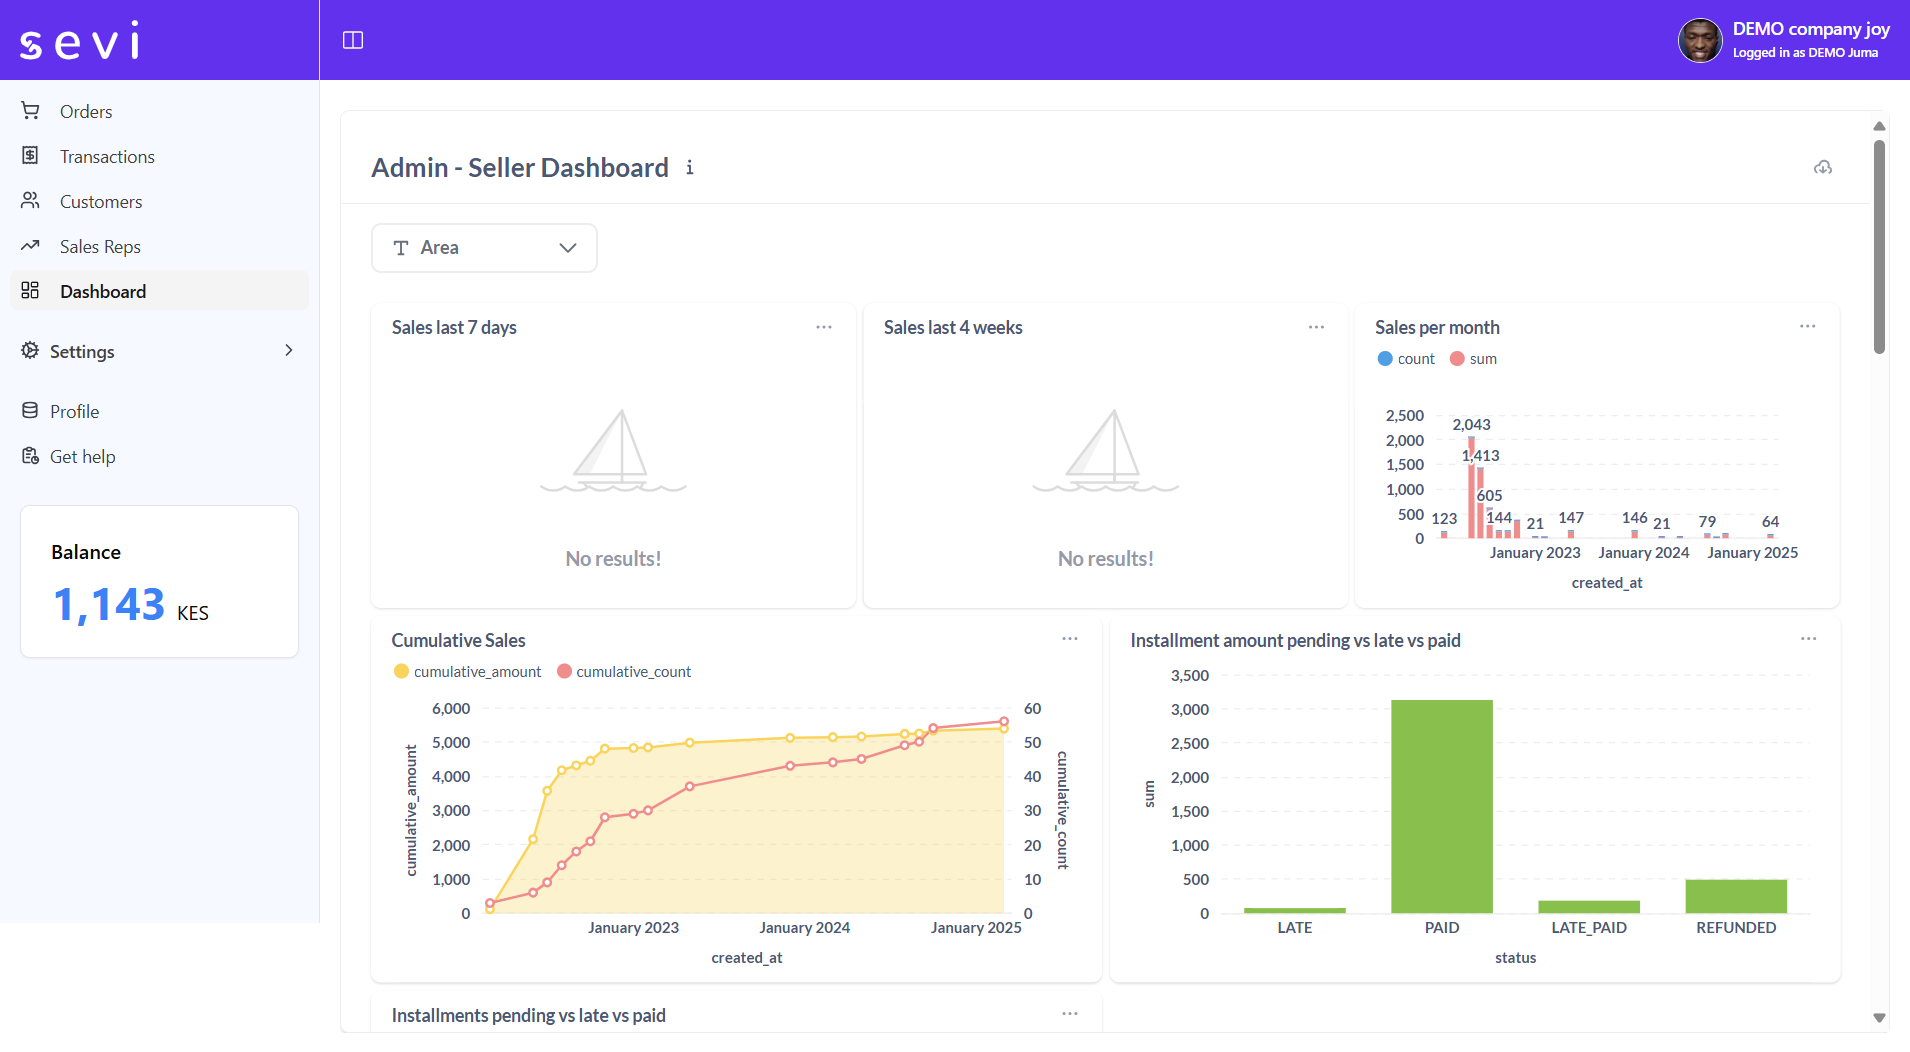 sevi
DEMO company joy
Logged in as DEMO Juma
Orders
Transactions
Customers
Sales Reps
Dashboard
Settings
Profile
Get help
Balance
1,143 KES
Admin - Seller Dashboard
Area
Sales last 7 days
No results!
Sales last 4 weeks
No results!
Sales per month
count sum
2,500
2,000
1,500
1,000
500
0
2,043
1,413
605
123 144 21 147 146 21 79 64
January 2023 January 2024 January 2025
created_at
Cumulative Sales
cumulative_amount cumulative_count
cumulative_amount
6,000
5,000
4,000
3,000
2,000
1,000
0
60
50
40
30
20
10
0
cumulative_count
January 2023 January 2024 January 2025
created_at
Installment amount pending vs late vs paid
sum
3,500
3,000
2,500
2,000
1,500
1,000
500
0
LATE PAID LATE_PAID REFUNDED
status
Installments pending vs late vs paid